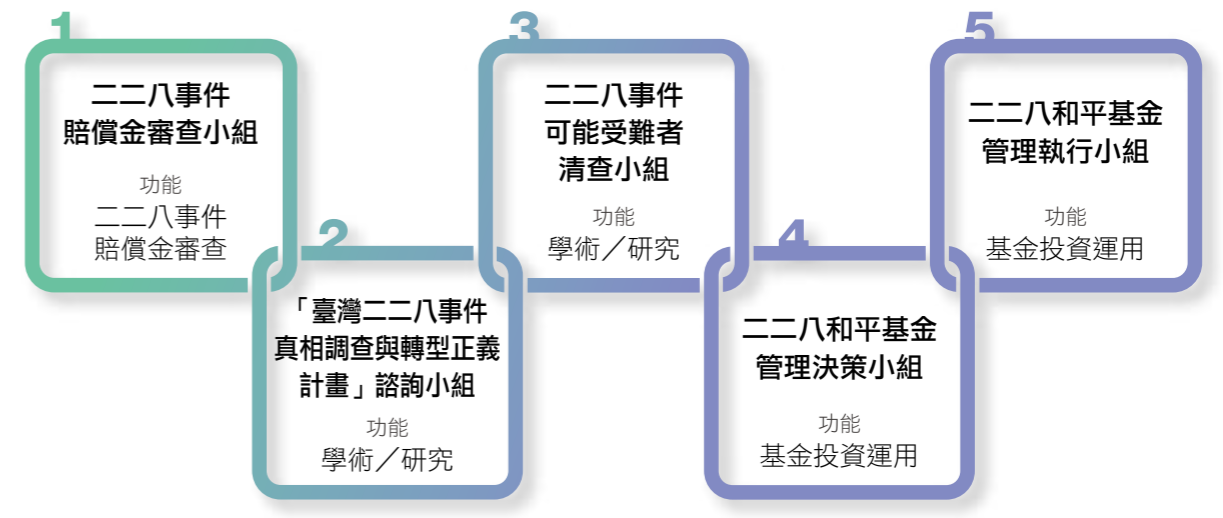 1
二二八事件
賠償金審查小組
功能
二二八事件
賠償金審查
2
「臺灣二二八事件
真相調查與轉型正義
計畫」諮詢小組
功能
學術／研究
3
二二八事件
可能受難者
清查小組
功能
學術／研究
4
二二八和平基金
管理決策小組
功能
基金投資運用
5
二二八和平基金
管理執行小組
功能
基金投資運用